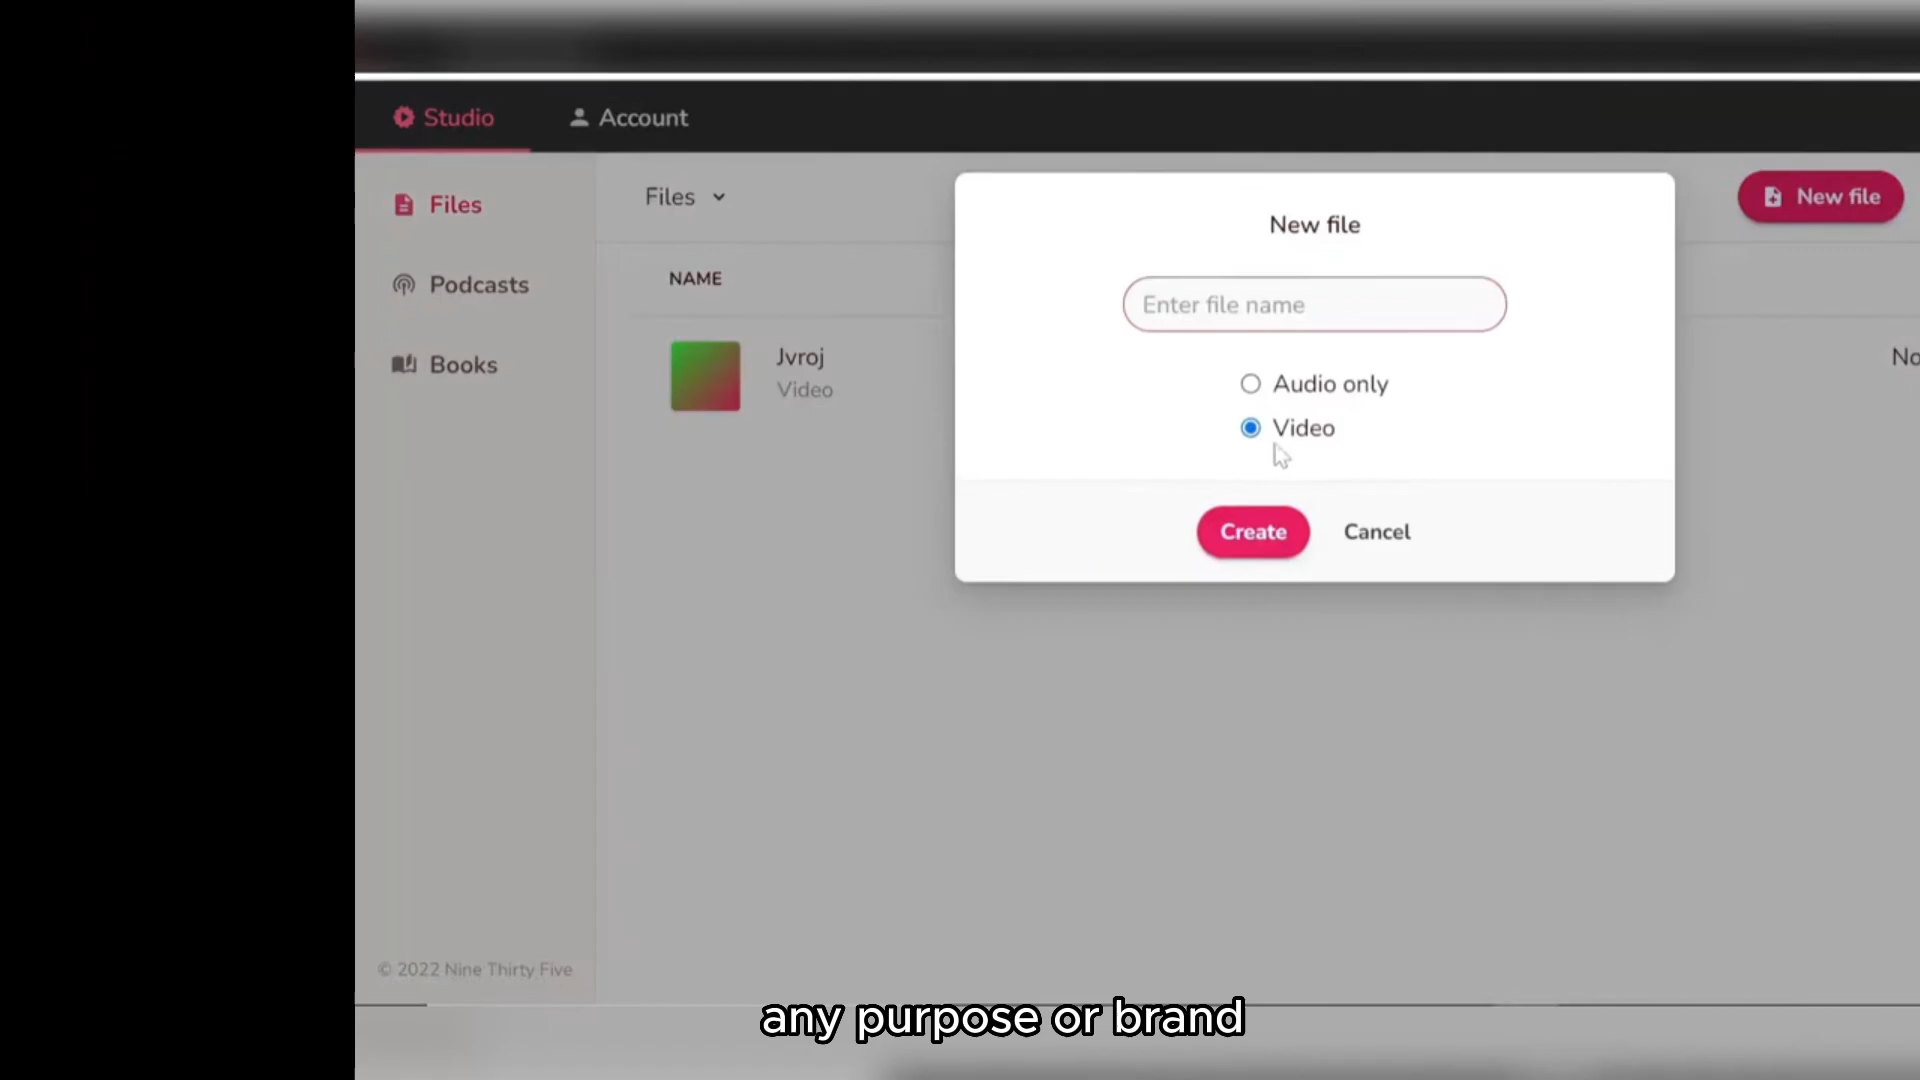 Studio
Account
Files
Podcasts
Books
Files
New file
NAME
Jvroj
Video
No
New file
Enter file name
Audio only
Video
Create
Cancel
© 2022 Nine Thirty Five
any purpose or brand